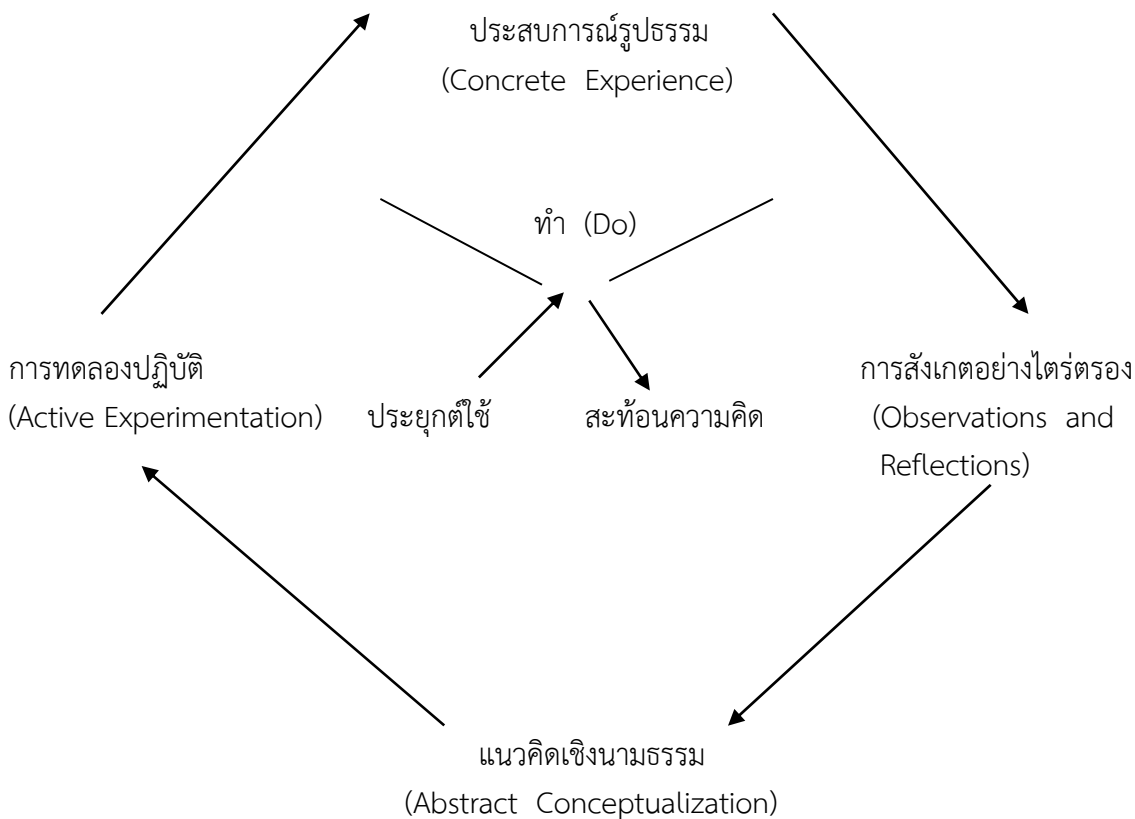 ประสบการณ์รูปธรรม
(Concrete Experience)
ทำ (Do)
การทดลองปฏิบัติ
(Active Experimentation)
ประยุกต์ใช้
สะท้อนความคิด
การสังเกตอย่างไตร่ตรอง
(Observations and
Reflections)
แนวคิดเชิงนามธรรม
(Abstract Conceptualization)